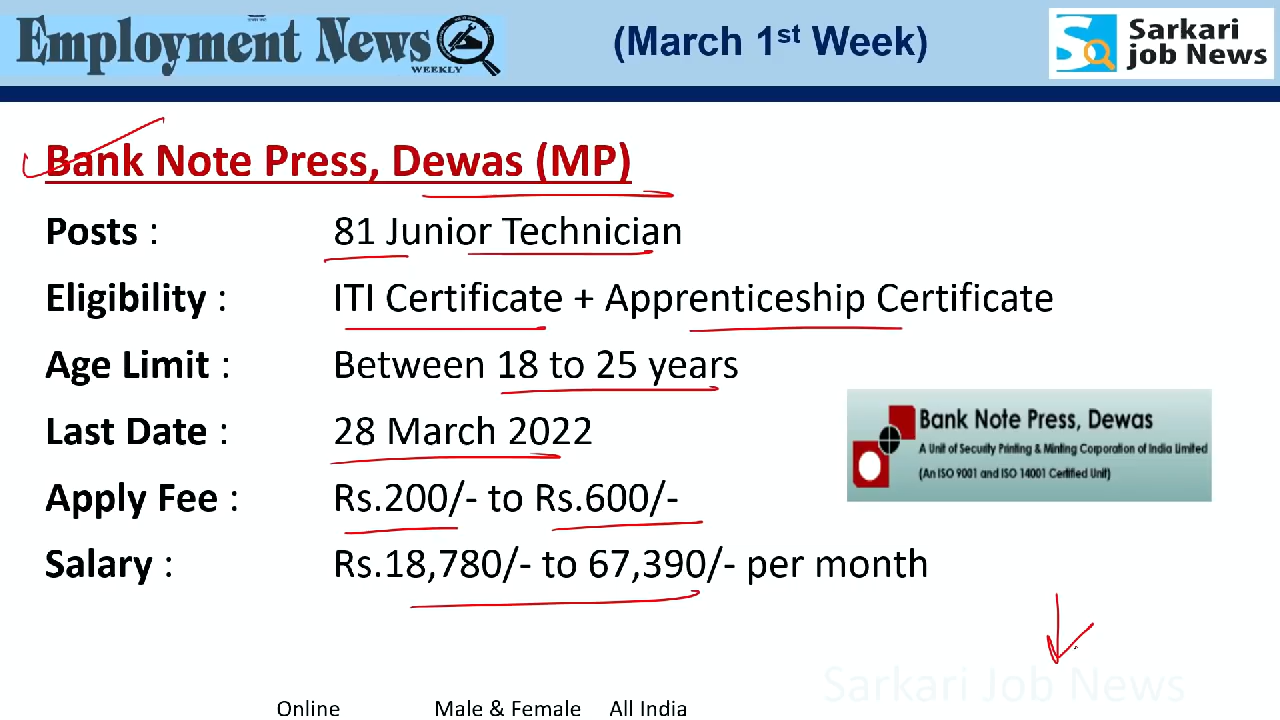 Employment News
WEEKLY
(March 1st Week)
Sarkari
job News
Bank Note Press, Dewas (MP)
Posts : 81 Junior Technician
Eligibility : ITI Certificate + Apprenticeship Certificate
Age Limit : Between 18 to 25 years
Last Date : 28 March 2022
Apply Fee : Rs.200/- to Rs.600/-
Salary : Rs.18,780/- to 67,390/- per month
Bank Note Press, Dewas
A Unit of Security Printing & Minting Corporation of India Limited
(An ISO 9001 and ISO 14001 Certified Unit)
Sarkari Job News
Online Male & Female All India